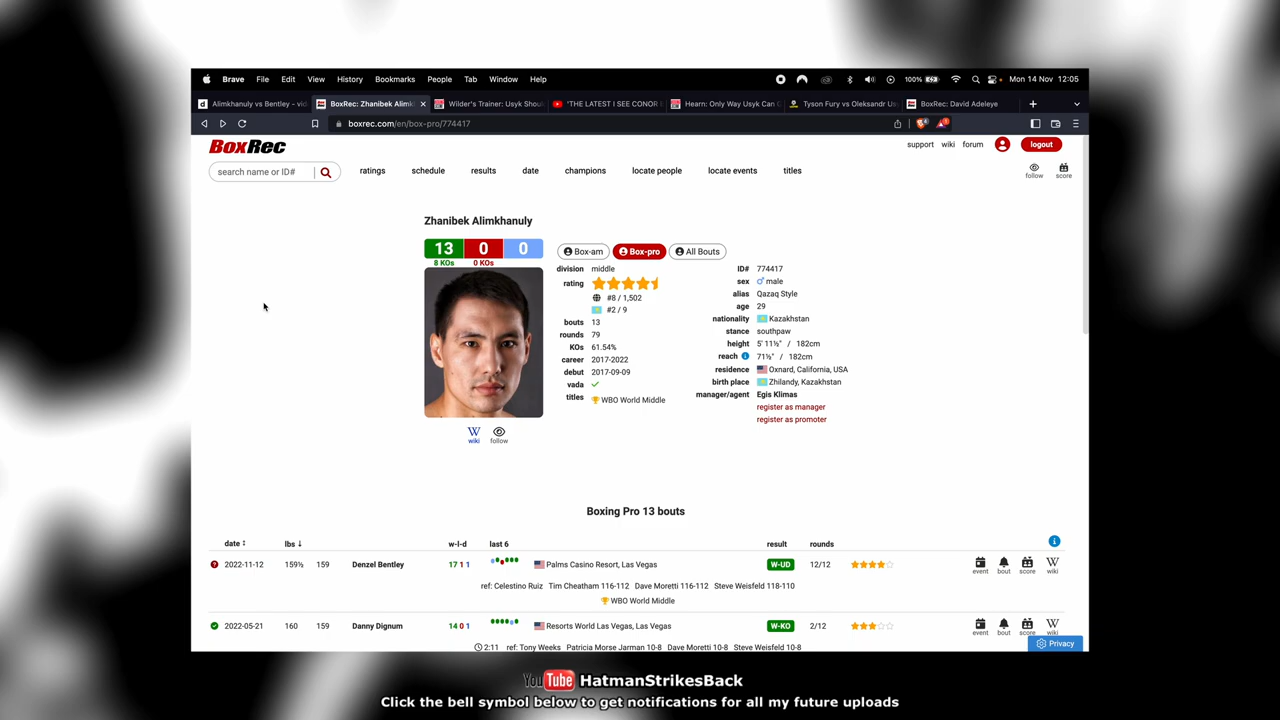 Brave File Edit View History Bookmarks People Tab Window Help 100% Mon 14 Nov 12:05
Alimkhanuly vs Bentley - vid BoxRec: Zhanibek Alimk Wilder's Trainer: Usyk Shoul "THE LATEST I SEE CONOR Hearn: Only Way Usyk Can Tyson Fury vs Oleksandr Us BoxRec: David Adeleye
boxrec.com/en/box-pro/774417
BoxRec
support wiki forum logout
search name or ID#
ratings schedule results date champions locate people locate events titles
follow score
Zhanibek Alimkhanuly
13 0 0
8 KOs 0 KOs
Box-am Box-pro All Bouts
division middle
rating
#8 / 1,502
#2 / 9
bouts 13
rounds 79
KOs 61.54%
career 2017-2022
debut 2017-09-09
vada
titles WBO World Middle
ID# 774417
sex male
alias Qazaq Style
age 29
nationality Kazakhstan
stance southpaw
height 5' 11½" / 182cm
reach 71½" / 182cm
residence Oxnard, California, USA
birth place Zhilandy, Kazakhstan
manager/agent Egis Klimas
register as manager
register as promoter
W
wiki follow
Boxing Pro 13 bouts
date lbs w-l-d last 6 result rounds
2022-11-12 159½ 159 Denzel Bentley 17 1 1 Palms Casino Resort, Las Vegas W-UD 12/12 event bout score wiki
ref: Celestino Ruiz Tim Cheatham 116-112 Dave Moretti 116-112 Steve Weisfeld 118-110
WBO World Middle
2022-05-21 160 159 Danny Dignum 14 0 1 Resorts World Las Vegas, Las Vegas W-KO 2/12 event bout score wiki
2:11 ref: Tony Weeks Patricia Morse Jarman 10-8 Dave Moretti 10-8 Steve Weisfeld 10-8
Privacy
YouTube HatmanStrikesBack
Click the bell symbol below to get notifications for all my future uploads